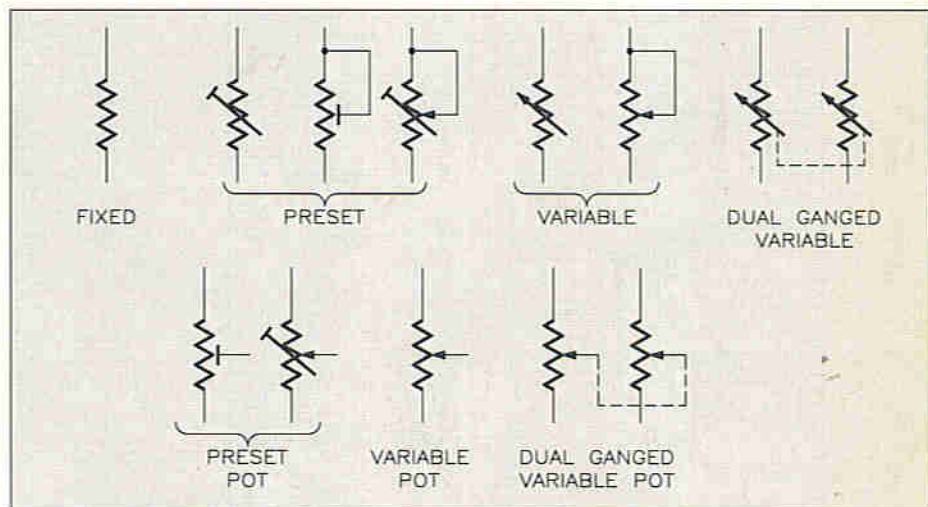 FIXED
PRESET
VARIABLE
DUAL GANGED
VARIABLE
PRESET
POT
VARIABLE
POT
DUAL GANGED
VARIABLE POT